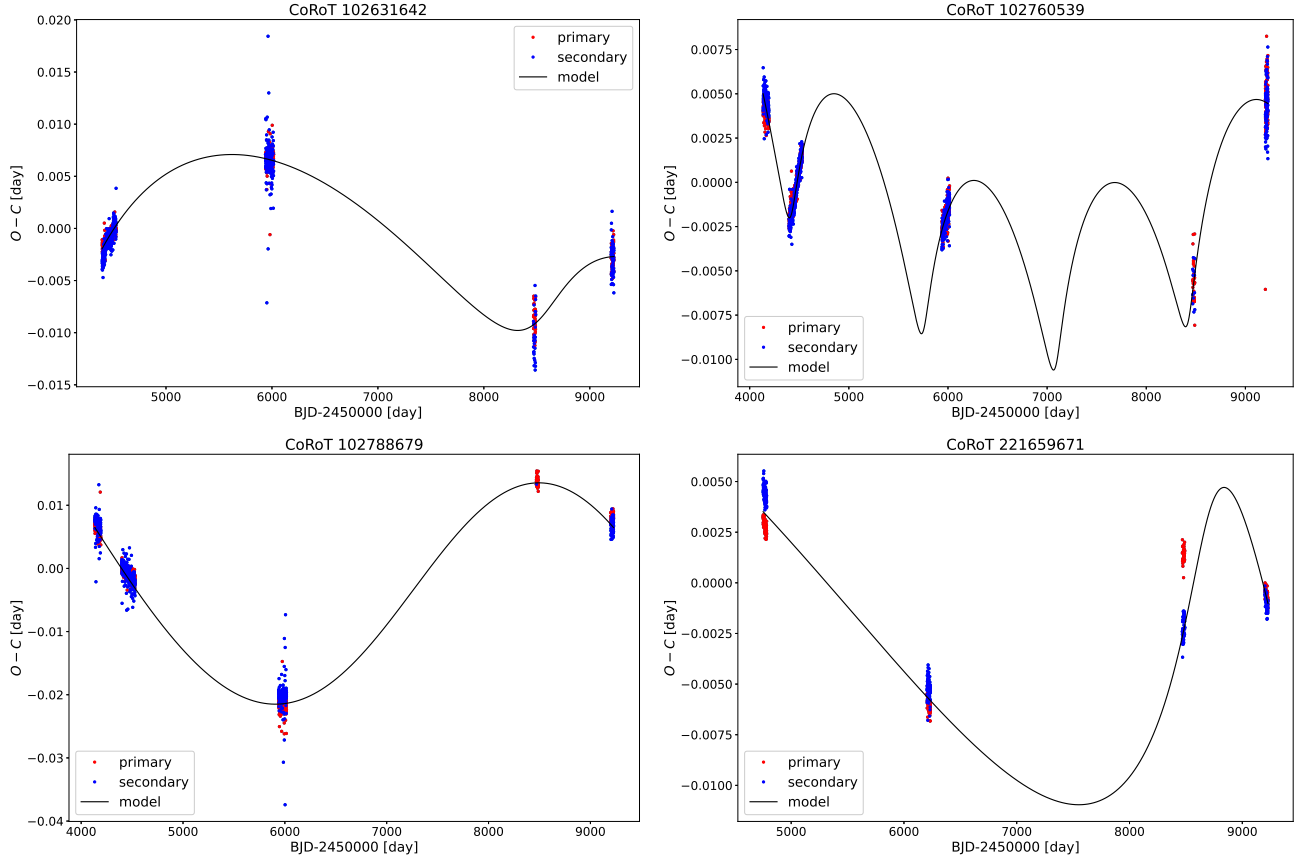 CoRoT 102631642
0.020
0.015
0.010
0.005
0.000
−0.005
−0.010
−0.015
O − C [day]
primary
secondary
model
5000 6000 7000 8000 9000
BJD-2450000 [day]
CoRoT 102760539
0.0075
0.0050
0.0025
0.0000
−0.0025
−0.0050
−0.0075
−0.0100
O − C [day]
primary
secondary
model
4000 5000 6000 7000 8000 9000
BJD-2450000 [day]
CoRoT 102788679
0.01
0.00
−0.01
−0.02
−0.03
−0.04
O − C [day]
primary
secondary
model
4000 5000 6000 7000 8000 9000
BJD-2450000 [day]
CoRoT 221659671
0.0050
0.0025
0.0000
−0.0025
−0.0050
−0.0075
−0.0100
O − C [day]
primary
secondary
model
5000 6000 7000 8000 9000
BJD-2450000 [day]